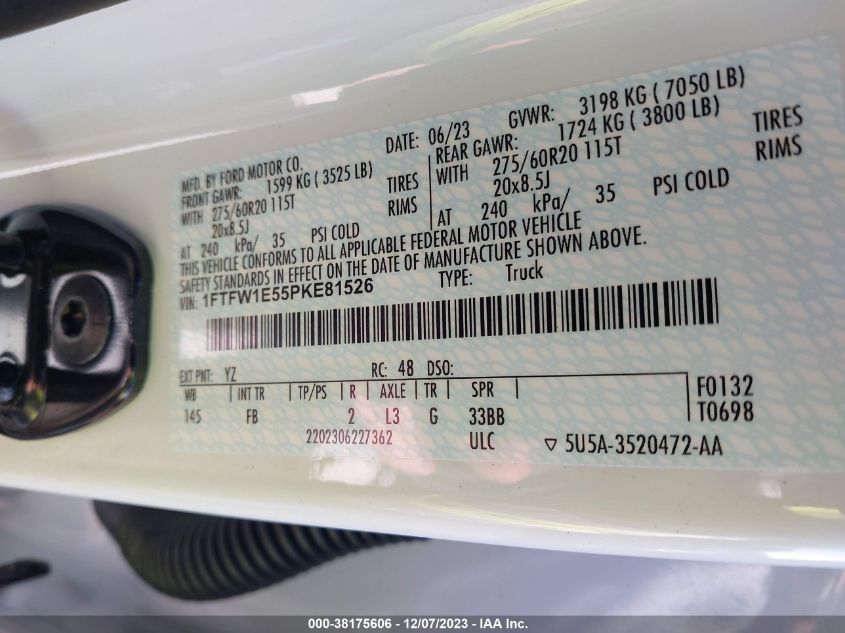 MFD. BY FORD MOTOR CO.
DATE: 06/23 GVWR: 3198 KG ( 7050 LB)
FRONT GAWR: 1599 KG ( 3525 LB)
REAR GAWR: 1724 KG ( 3800 LB)
WITH 275/60R20 115T TIRES
WITH 275/60R20 115T TIRES
20x8.5J RIMS
20x8.5J RIMS
AT 240 kPa/ 35 PSI COLD
AT 240 kPa/ 35 PSI COLD
THIS VEHICLE CONFORMS TO ALL APPLICABLE FEDERAL MOTOR VEHICLE
SAFETY STANDARDS IN EFFECT ON THE DATE OF MANUFACTURE SHOWN ABOVE.
VIN: 1FTFW1E55PKE81526 TYPE: Truck
EXT PNT: YZ RC: 48 DSO:
WB INT TR TP/PS R AXLE TR SPR
145 FB 2 L3 G 33BB
F0132
T0698
2202306227362 ULC
5U5A-3520472-AA
000-38175606 - 12/07/2023 - IAA Inc.